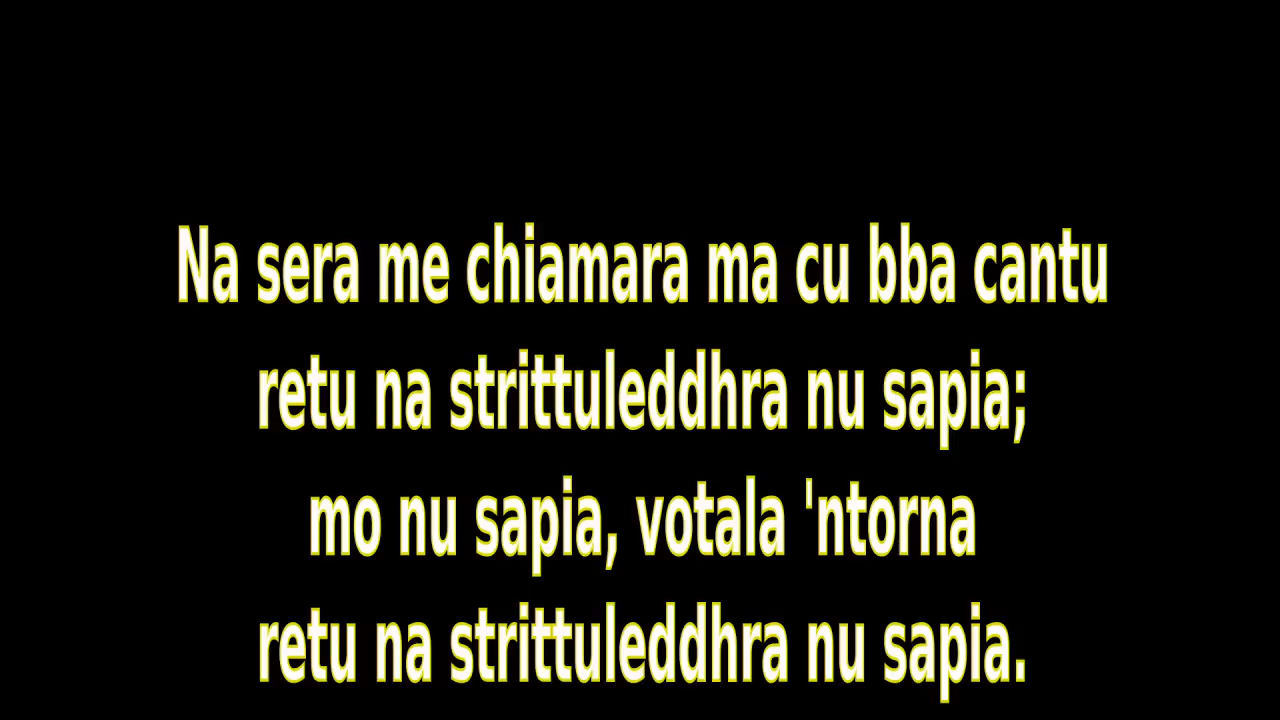 Na sera me chiamara ma cu bba cantu
retu na strittuleddhra nu sapia;
mo nu sapia, votala 'ntorna
retu na strittuleddhra nu sapia.